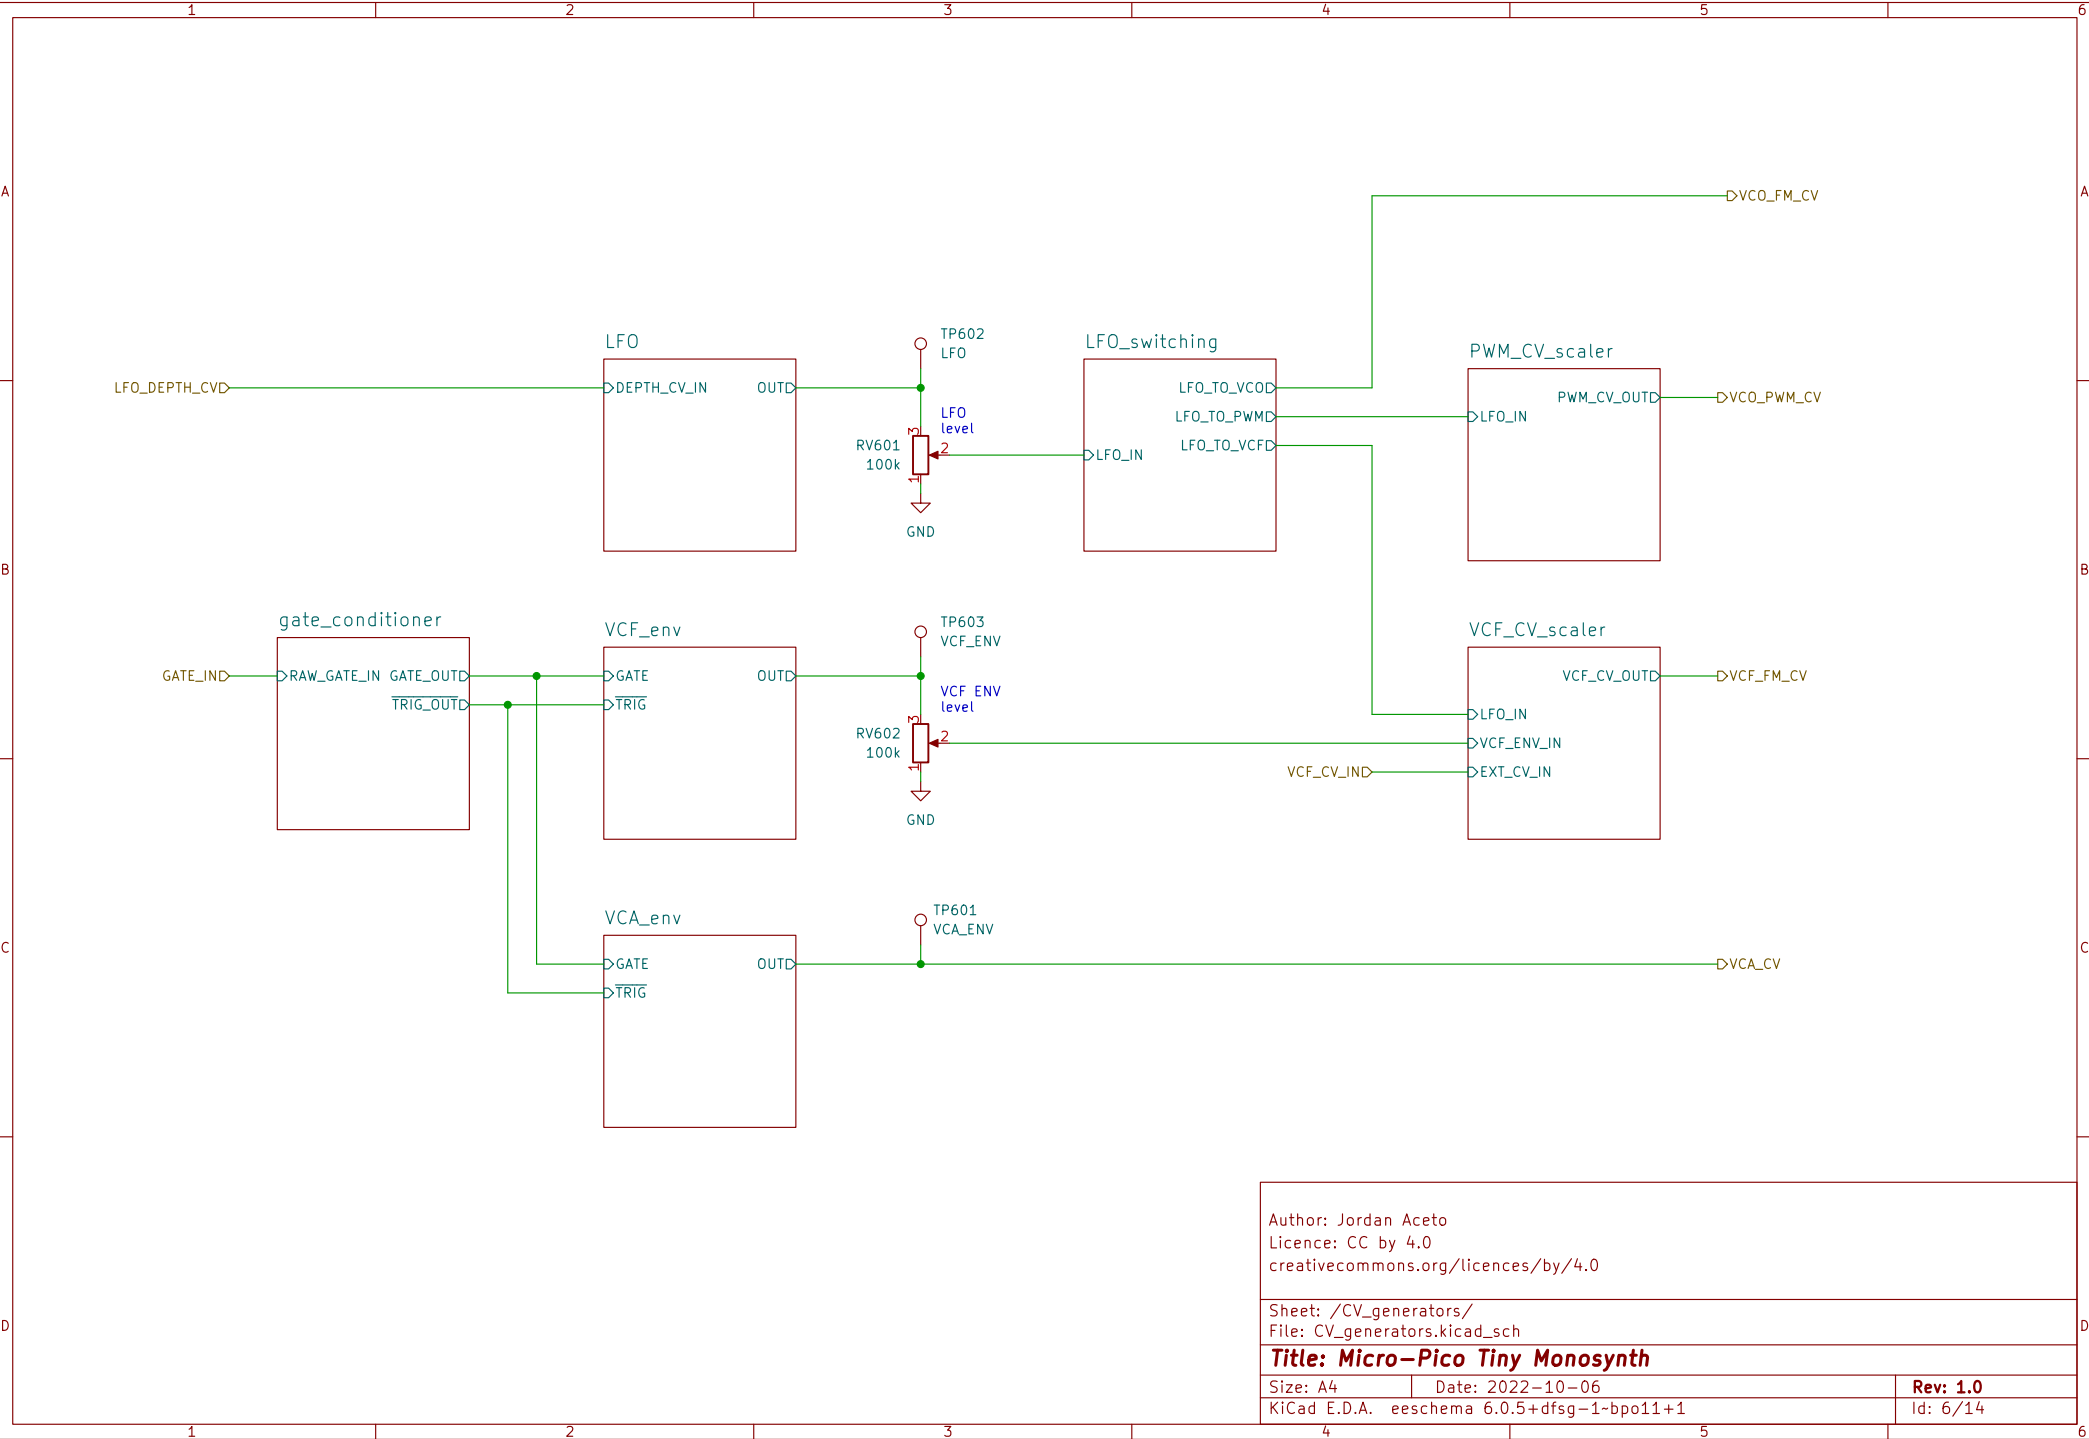 1 2 3 4 5 6
A A
VCO_FM_CV
TP602
LFO
LFO
LFO_switching
PWM_CV_scaler
LFO_DEPTH_CV
DEPTH_CV_IN OUT
LFO_TO_VCO
PWM_CV_OUT
VCO_PWM_CV
LFO
level
LFO_TO_PWM
LFO_IN
RV601
100k
3
2
1
LFO_IN
LFO_TO_VCF
GND
B B
gate_conditioner
VCF_env
TP603
VCF_ENV
VCF_CV_scaler
GATE_IN
RAW_GATE_IN GATE_OUT
TRIG_OUT
GATE OUT
TRIG
VCF_CV_OUT
VCF_FM_CV
VCF ENV
level
RV602
100k
3
2
1
LFO_IN
VCF_ENV_IN
VCF_CV_IN
EXT_CV_IN
GND
VCA_env
TP601
VCA_ENV
C C
GATE OUT
TRIG
VCA_CV
Author: Jordan Aceto
Licence: CC by 4.0
creativecommons.org/licences/by/4.0
Sheet: /CV_generators/
File: CV_generators.kicad_sch
D D
Title: Micro-Pico Tiny Monosynth
Size: A4 Date: 2022-10-06 Rev: 1.0
KiCad E.D.A. eeschema 6.0.5+dfsg-1~bpo11+1 Id: 6/14
1 2 3 4 5 6